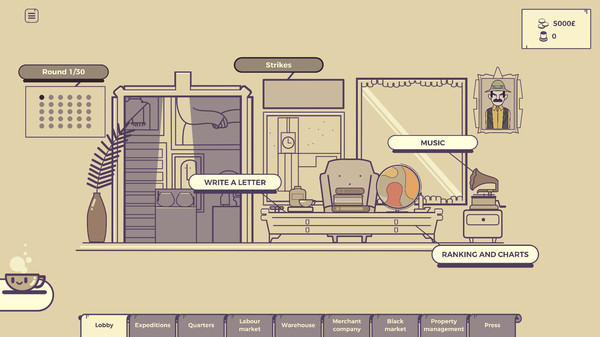 5000£
0
Round 1/30
Strikes
MUSIC
WRITE A LETTER
RANKING AND CHARTS
Lobby
Expeditions
Quarters
Labour
market
Warehouse
Merchant
company
Black
market
Property
management
Press